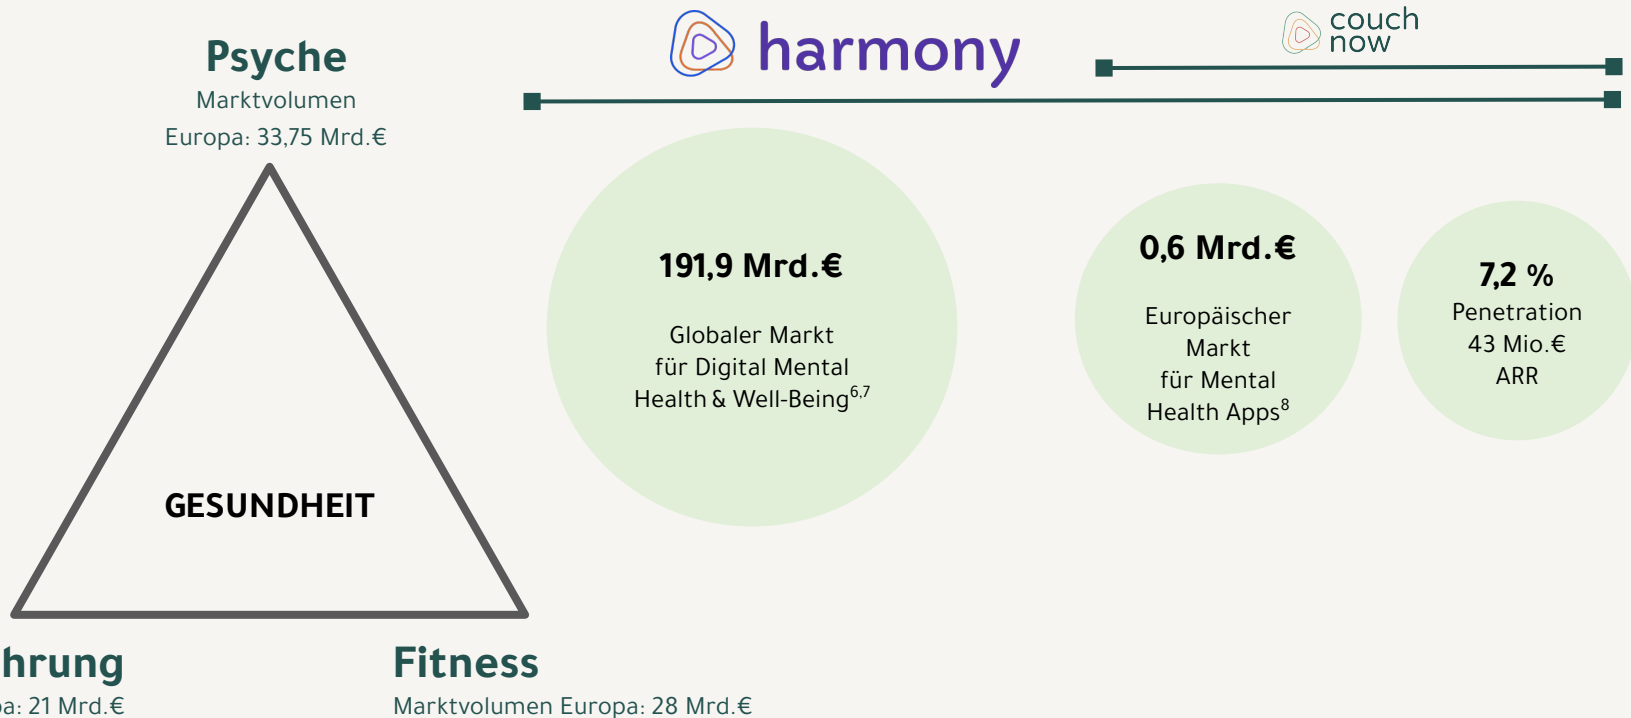 Psyche
Marktvolumen
Europa: 33,75 Mrd.€
harmony
couch
now
191,9 Mrd.€
Globaler Markt
für Digital Mental
Health & Well-Being6,7
0,6 Mrd.€
Europäischer
Markt
für Mental
Health Apps8
7,2 %
Penetration
43 Mio.€
ARR
GESUNDHEIT
hrung
pa: 21 Mrd.€
Fitness
Marktvolumen Europa: 28 Mrd.€